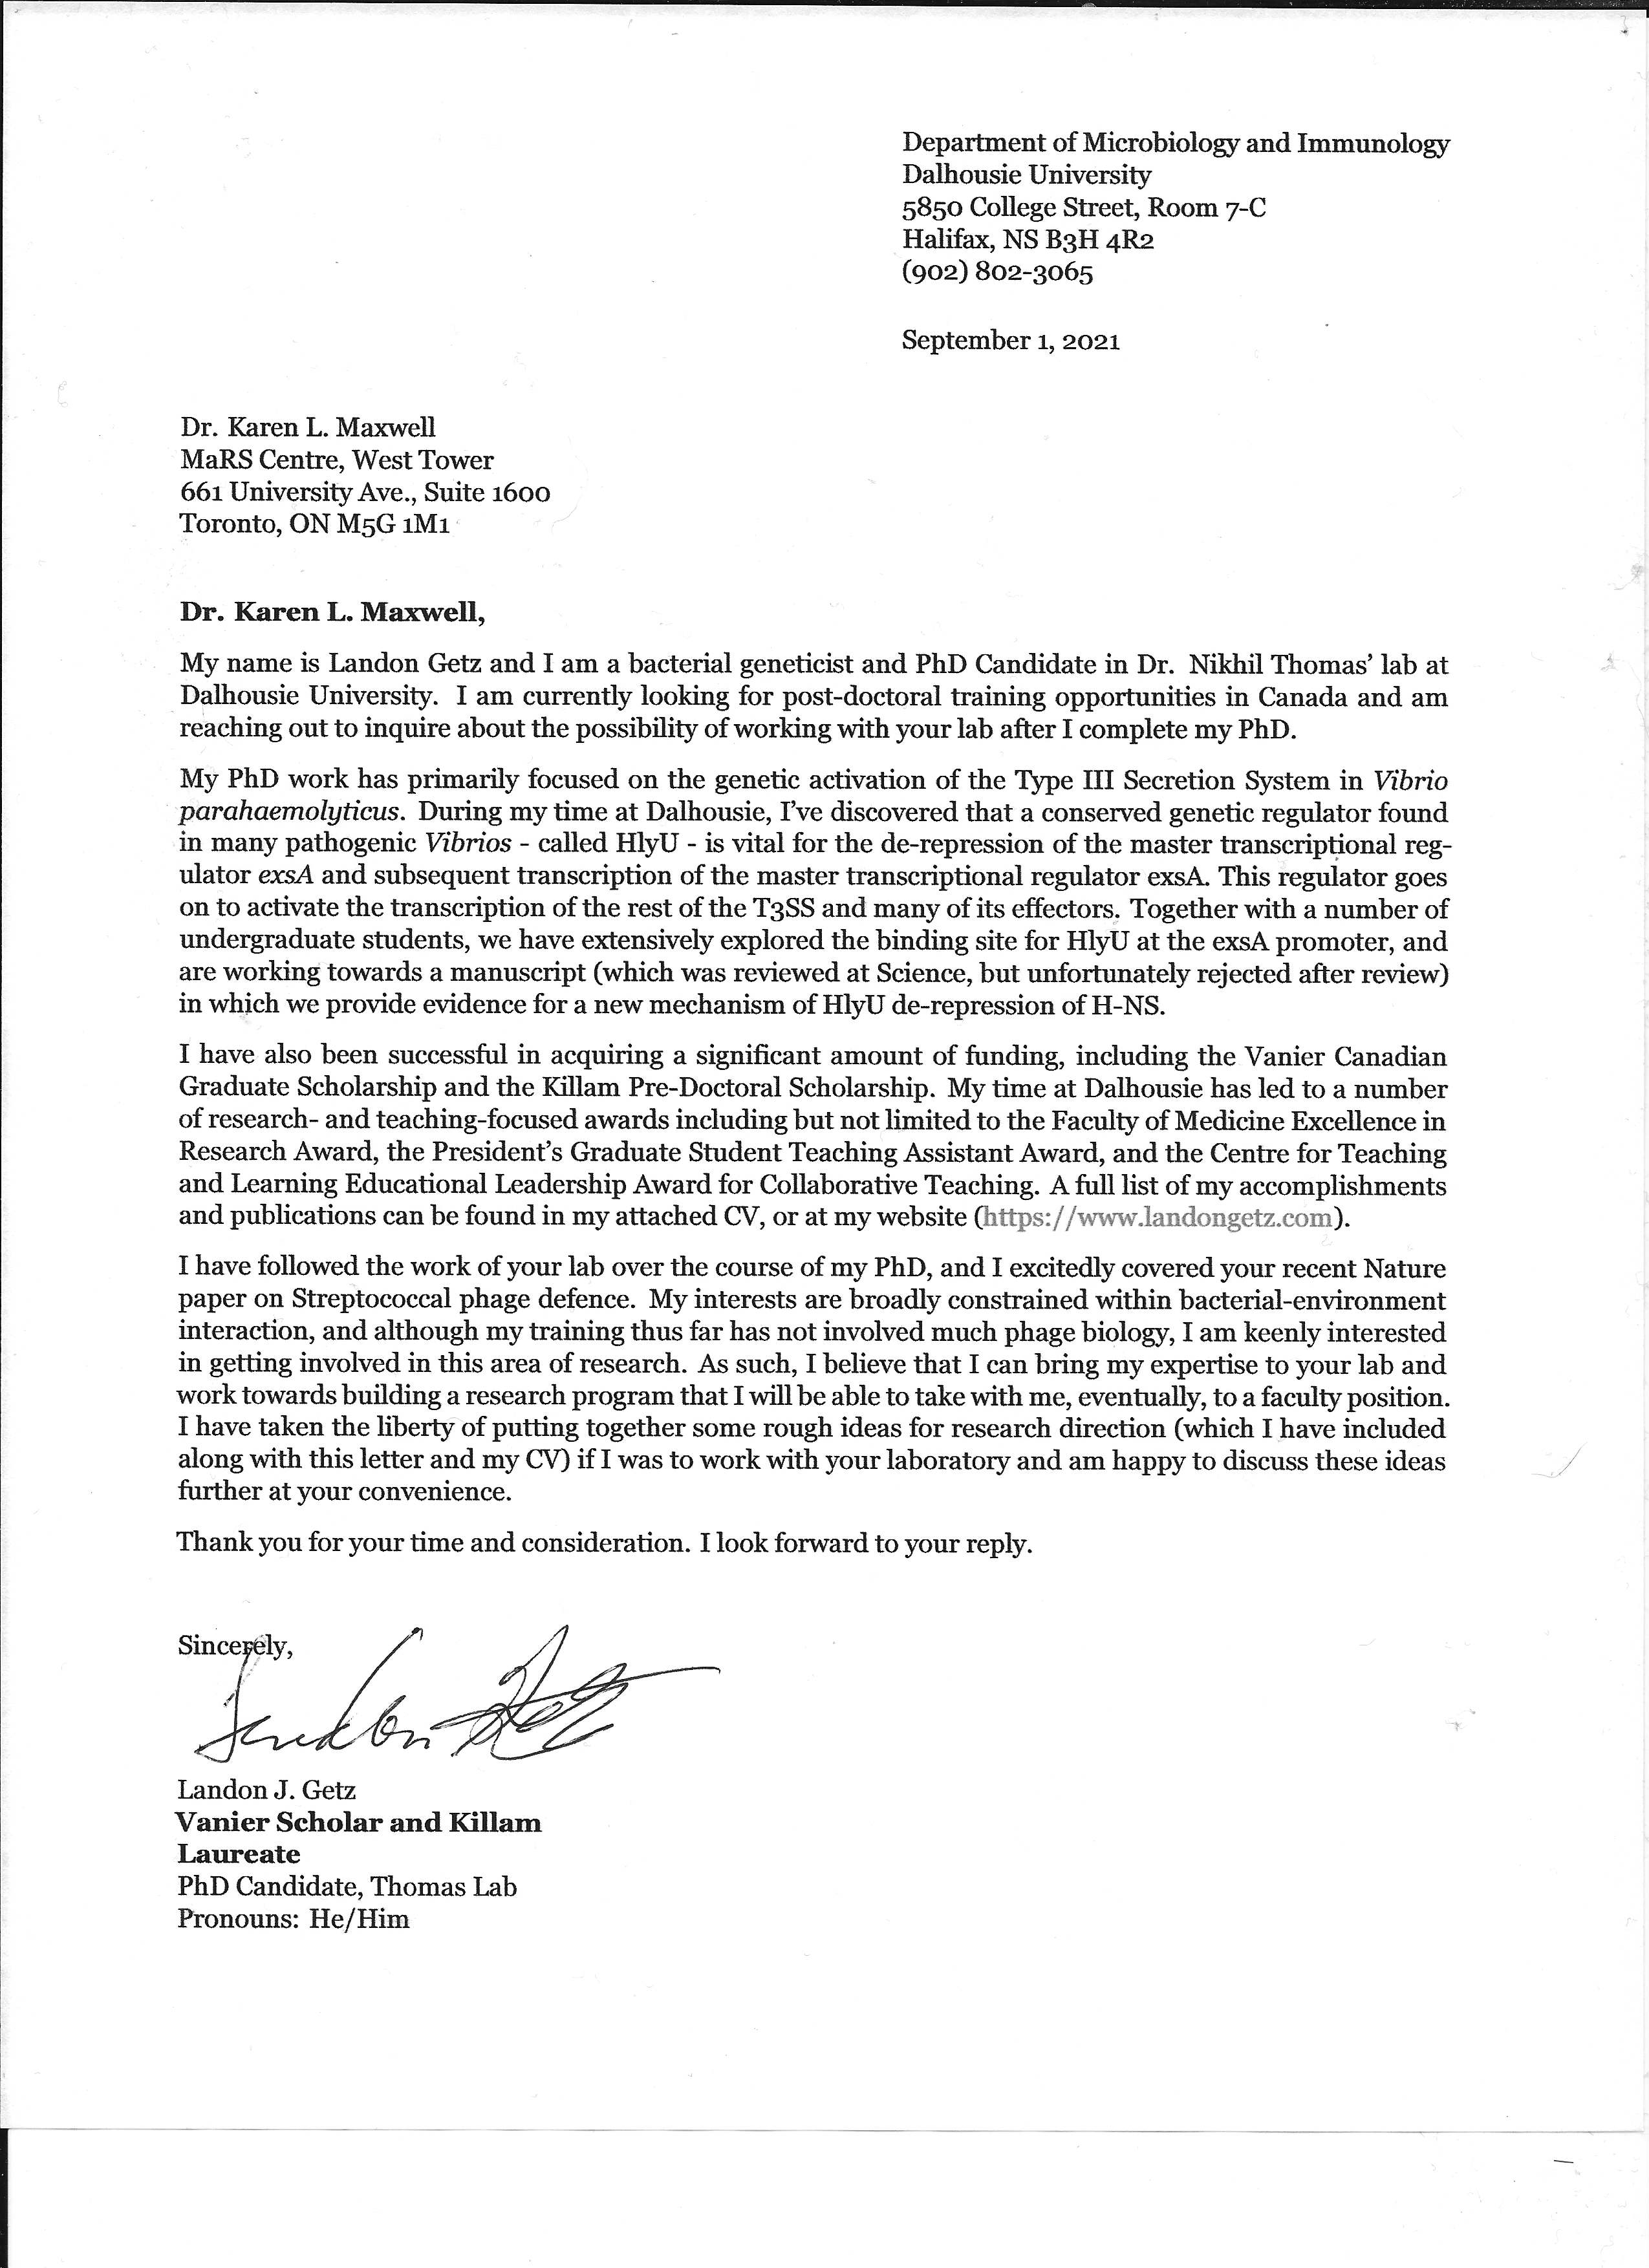 Department of Microbiology and Immunology
Dalhousie University
5850 College Street, Room 7-C
Halifax, NS B3H 4R2
(902) 802-3065
September 1, 2021
Dr. Karen L. Maxwell
MaRS Centre, West Tower
661 University Ave., Suite 1600
Toronto, ON M5G 1M1
Dr. Karen L. Maxwell,
My name is Landon Getz and I am a bacterial geneticist and PhD Candidate in Dr. Nikhil Thomas' lab at
Dalhousie University. I am currently looking for post-doctoral training opportunities in Canada and am
reaching out to inquire about the possibility of working with your lab after I complete my PhD.
My PhD work has primarily focused on the genetic activation of the Type III Secretion System in Vibrio
parahaemolyticus. During my time at Dalhousie, I've discovered that a conserved genetic regulator found
in many pathogenic Vibrios - called HlyU - is vital for the de-repression of the master transcriptional reg-
ulator exsA and subsequent transcription of the master transcriptional regulator exsA. This regulator goes
on to activate the transcription of the rest of the T3SS and many of its effectors. Together with a number of
undergraduate students, we have extensively explored the binding site for HlyU at the exsA promoter, and
are working towards a manuscript (which was reviewed at Science, but unfortunately rejected after review)
in which we provide evidence for a new mechanism of HlyU de-repression of H-NS.
I have also been successful in acquiring a significant amount of funding, including the Vanier Canadian
Graduate Scholarship and the Killam Pre-Doctoral Scholarship. My time at Dalhousie has led to a number
of research- and teaching-focused awards including but not limited to the Faculty of Medicine Excellence in
Research Award, the President's Graduate Student Teaching Assistant Award, and the Centre for Teaching
and Learning Educational Leadership Award for Collaborative Teaching. A full list of my accomplishments
and publications can be found in my attached CV, or at my website (https://www.landongetz.com).
I have followed the work of your lab over the course of my PhD, and I excitedly covered your recent Nature
paper on Streptococcal phage defence. My interests are broadly constrained within bacterial-environment
interaction, and although my training thus far has not involved much phage biology, I am keenly interested
in getting involved in this area of research. As such, I believe that I can bring my expertise to your lab and
work towards building a research program that I will be able to take with me, eventually, to a faculty position.
I have taken the liberty of putting together some rough ideas for research direction (which I have included
along with this letter and my CV) if I was to work with your laboratory and am happy to discuss these ideas
further at your convenience.
Thank you for your time and consideration. I look forward to your reply.
Sincerely,
Landon Getz
Landon J. Getz
Vanier Scholar and Killam
Laureate
PhD Candidate, Thomas Lab
Pronouns: He/Him